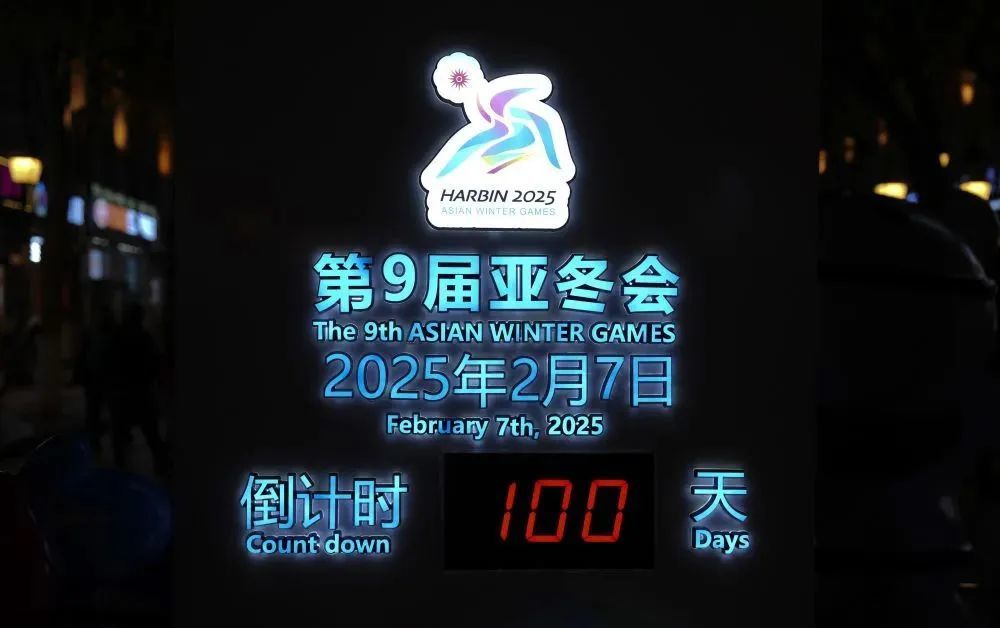 HARBIN 2025
ASIAN WINTER GAMES
第9届亚冬会
The 9th ASIAN WINTER GAMES
2025年2月7日
February 7th, 2025
倒计时 100 天
Count down Days